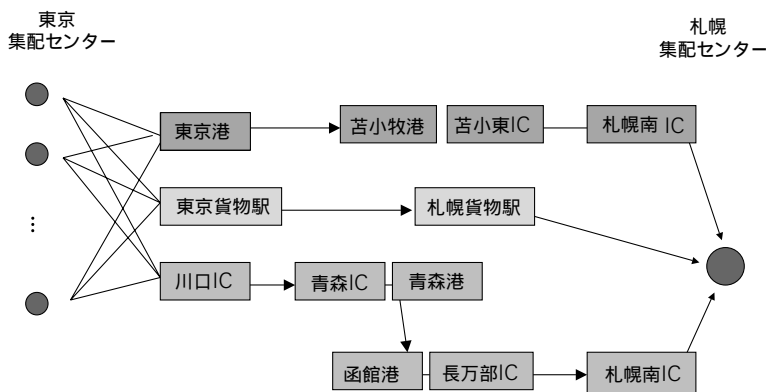 東京
集配センター
札幌
集配センター
東京港
苫小牧港
苫小東IC
札幌南 IC
東京貨物駅
札幌貨物駅
…
川口IC
青森IC
青森港
函館港
長万部IC
札幌南IC